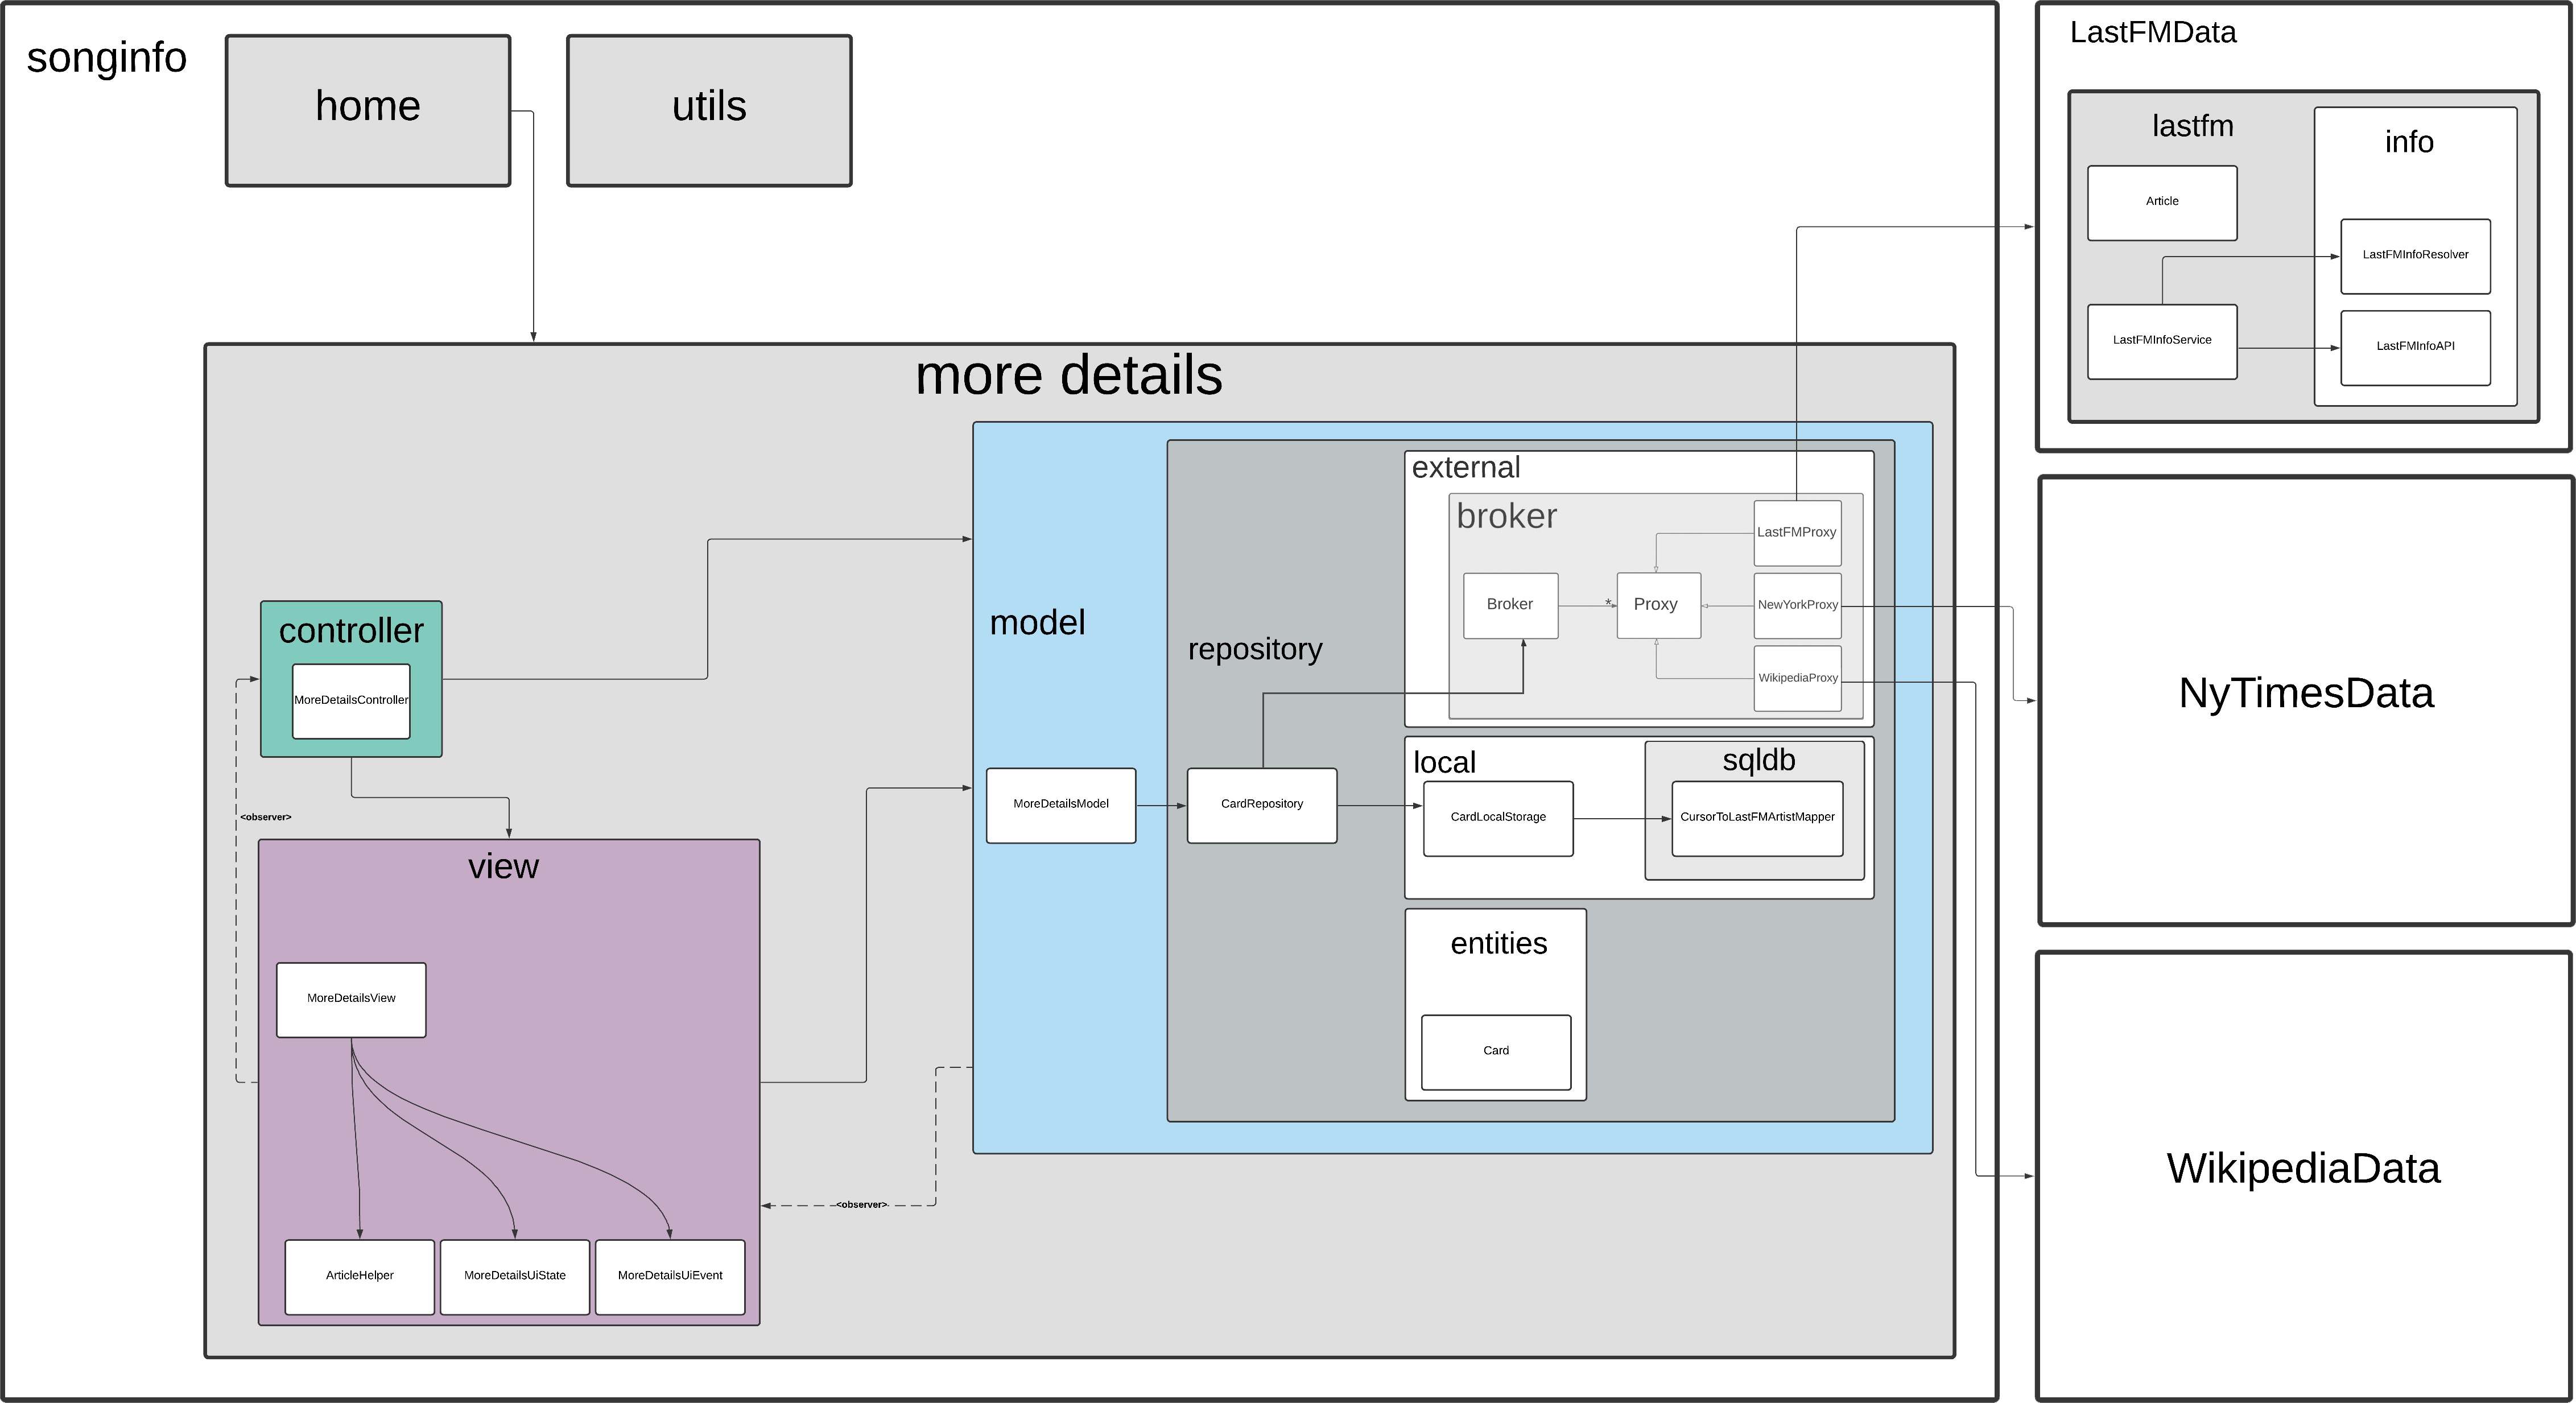 songinfo
home
utils
LastFMData
lastfm
info
Article
LastFMInfoResolver
LastFMInfoService
LastFMInfoAPI
more details
external
broker
LastFMProxy
Broker
*
Proxy
NewYorkProxy
WikipediaProxy
model
repository
controller
MoreDetailsController
NyTimesData
local
sqldb
MoreDetailsModel
CardRepository
CardLocalStorage
CursorToLastFMArtistMapper
<observer>
view
entities
MoreDetailsView
Card
WikipediaData
<observer>
ArticleHelper
MoreDetailsUiState
MoreDetailsUiEvent